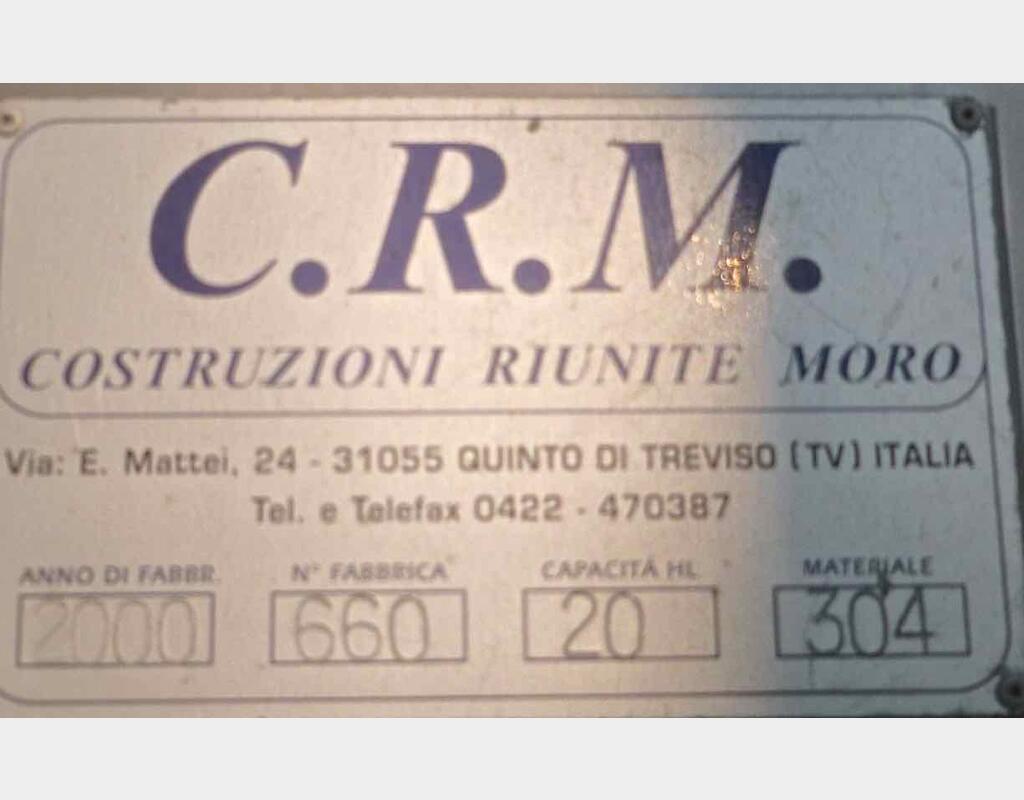 C.R.M.
COSTRUZIONI RIUNITE MORO
Via: E. Mattei, 24 - 31055 QUINTO DI TREVISO (TV) ITALIA
Tel. e Telefax 0422 - 470387
ANNO DI FABBR. N° FABBRICA CAPACITÁ HL MATERIALE
2000 660 20 304